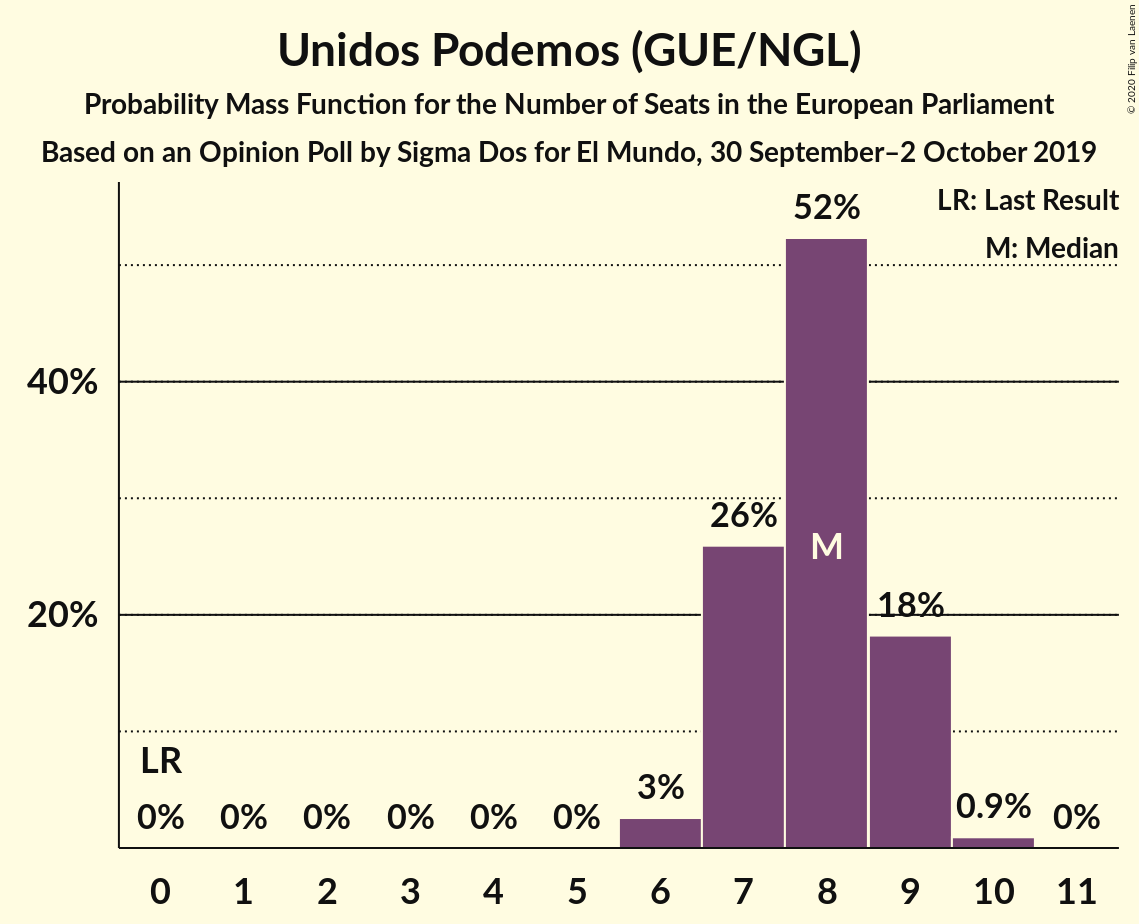 Unidos Podemos (GUE/NGL)
Probability Mass Function for the Number of Seats in the European Parliament
Based on an Opinion Poll by Sigma Dos for El Mundo, 30 September–2 October 2019
© 2020 Filip van Laenen
LR: Last Result
M: Median
52%
40%
26%
M
20%
18%
LR
3%
0% 0% 0% 0% 0% 0% 0.9% 0%
0 1 2 3 4 5 6 7 8 9 10 11